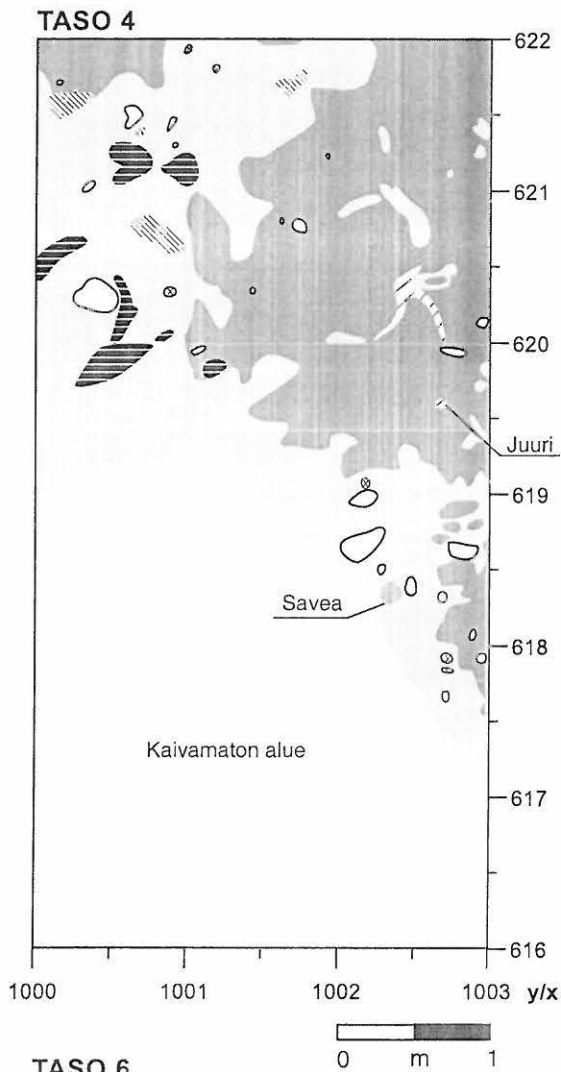 TASO 4
622
621
620
Juuri
619
Savea
618
Kaivamaton alue
617
616
1000 1001 1002 1003 y/x
0 m 1
TASO 6